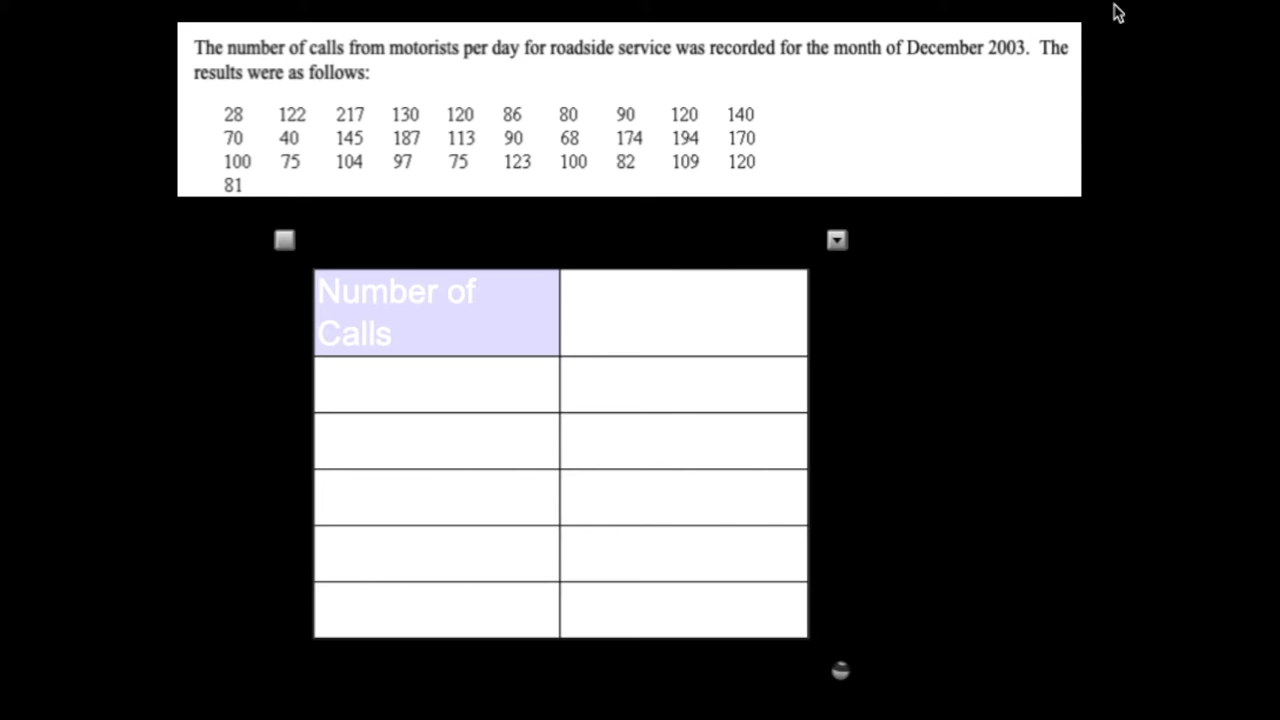 The number of calls from motorists per day for roadside service was recorded for the month of December 2003. The
results were as follows:
28 122 217 130 120 86 80 90 120 140
70 40 145 187 113 90 68 174 194 170
100 75 104 97 75 123 100 82 109 120
81
Number of
Calls